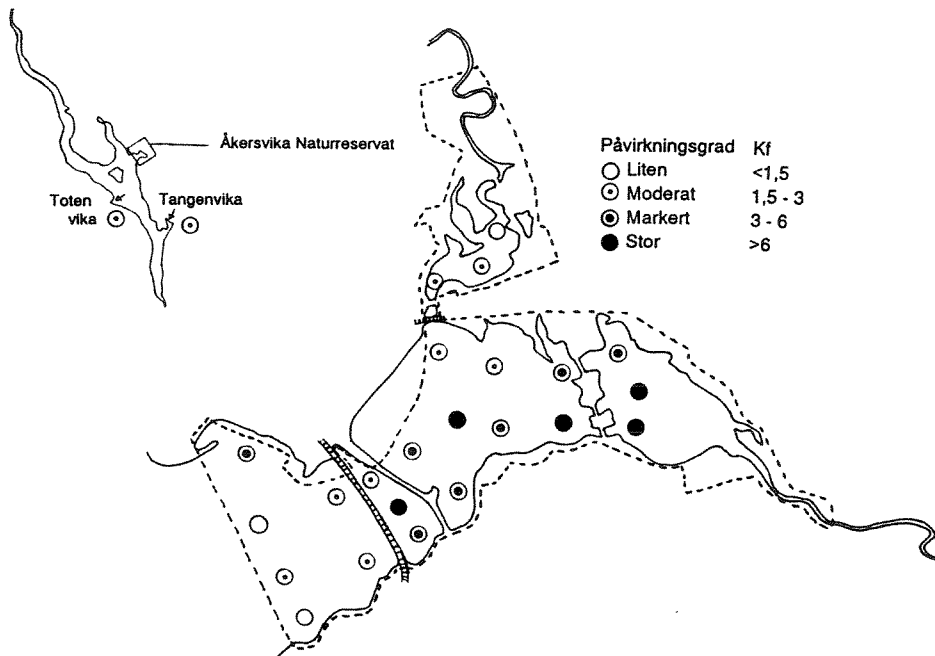 Åkersvika Naturreservat
Toten
vika
Tangenvika
Påvirkningsgrad Kf
Liten <1,5
Moderat 1,5 - 3
Markert 3 - 6
Stor >6